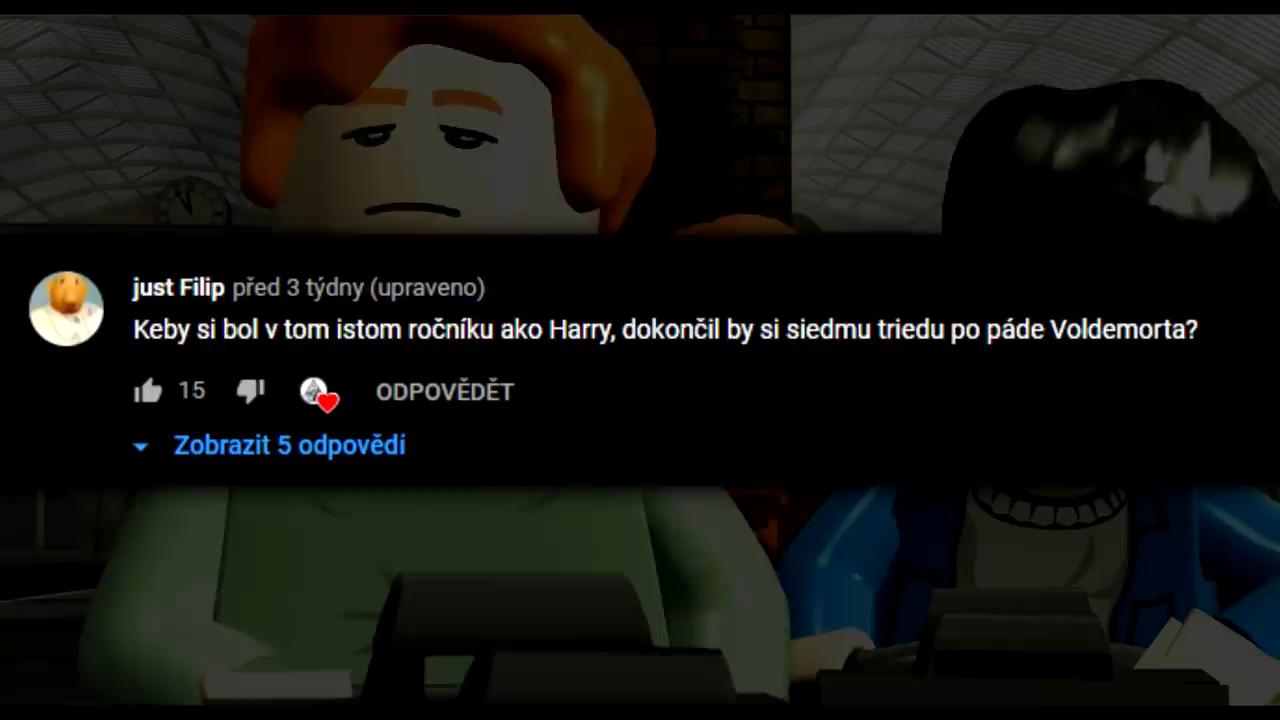 just Filip před 3 týdny (upraveno)
Keby si bol v tom istom ročníku ako Harry, dokončil by si siedmu triedu po páde Voldemorta?
15 ODPOVĚDĚT
Zobrazit 5 odpovědí